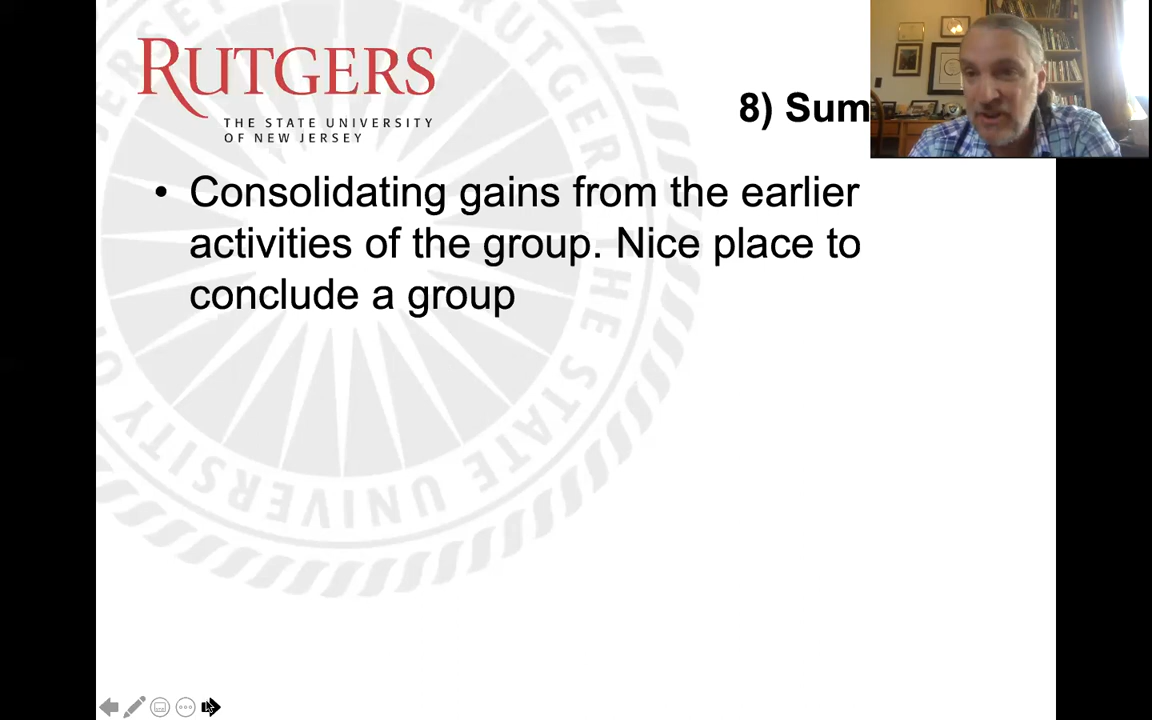 RUTGERS
THE STATE UNIVERSITY
OF NEW JERSEY
8) Sum
• Consolidating gains from the earlier
activities of the group. Nice place to
conclude a group